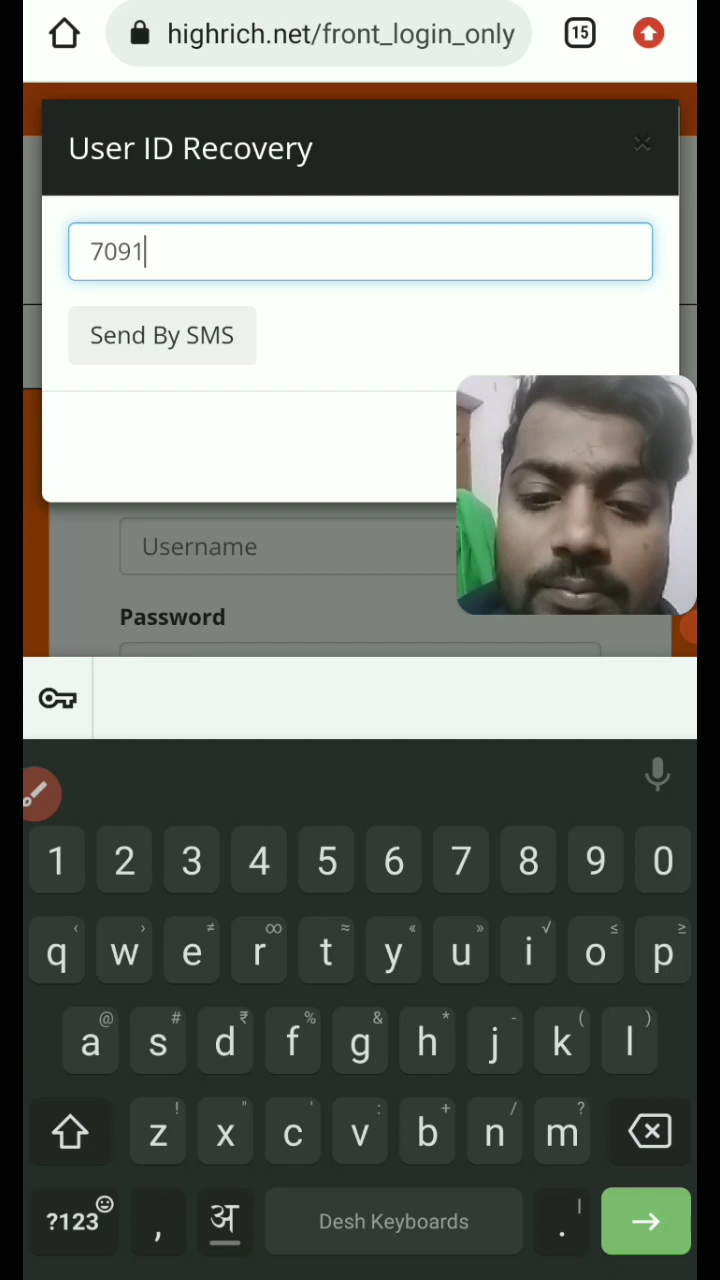 highrich.net/front_login_only
15
User ID Recovery
×
7091
Send By SMS
Username
Password
1 2 3 4 5 6 7 8 9 0
‹ › ≠ ∞ ≈ « » √ ≤ ≥
q w e r t y u i o p
@ # ₹ % & * - ( )
a s d f g h j k l
! " ' : + / ?
z x c v b n m
?123 , अ Desh Keyboards . |